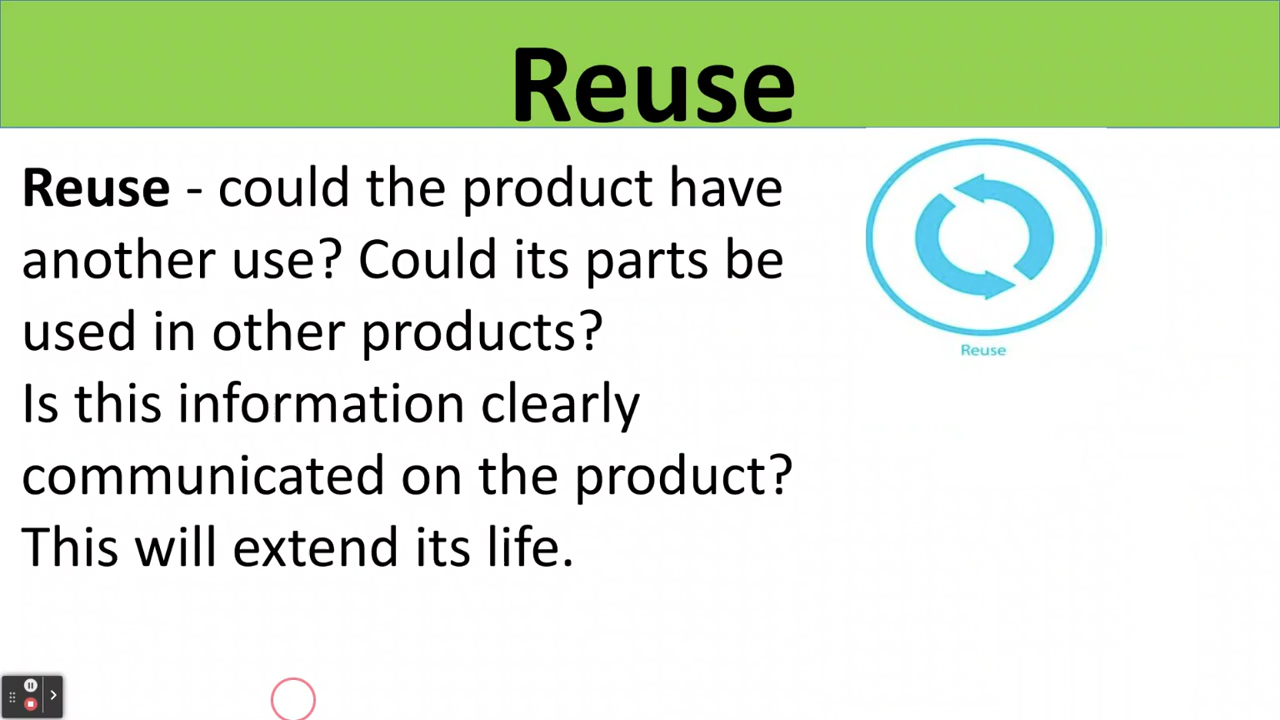 Reuse
Reuse - could the product have
another use? Could its parts be
used in other products?
Is this information clearly
communicated on the product?
This will extend its life.
Reuse